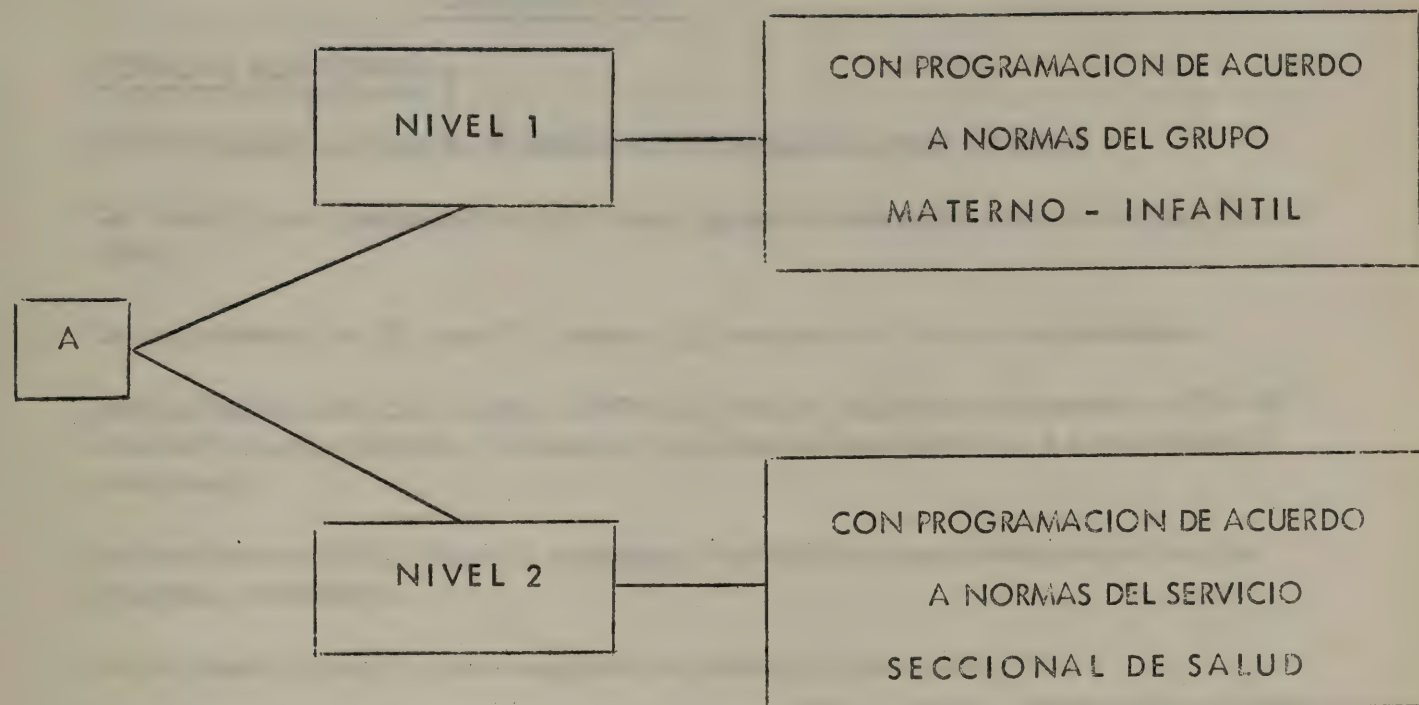 NIVEL 1
CON PROGRAMACION DE ACUERDO
A NORMAS DEL GRUPO
MATERNO - INFANTIL
A
NIVEL 2
CON PROGRAMACION DE ACUERDO
A NORMAS DEL SERVICIO
SECCIONAL DE SALUD